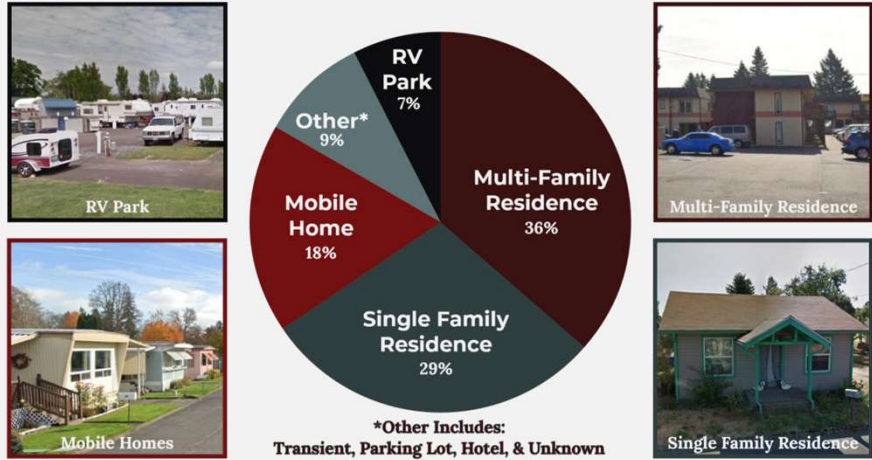 RV Park
Mobile Homes
RV
Park
7%
Other*
9%
Mobile
Home
18%
Multi-Family
Residence
36%
Single Family
Residence
29%
*Other Includes:
Transient, Parking Lot, Hotel, & Unknown
Multi-Family Residence
Single Family Residence